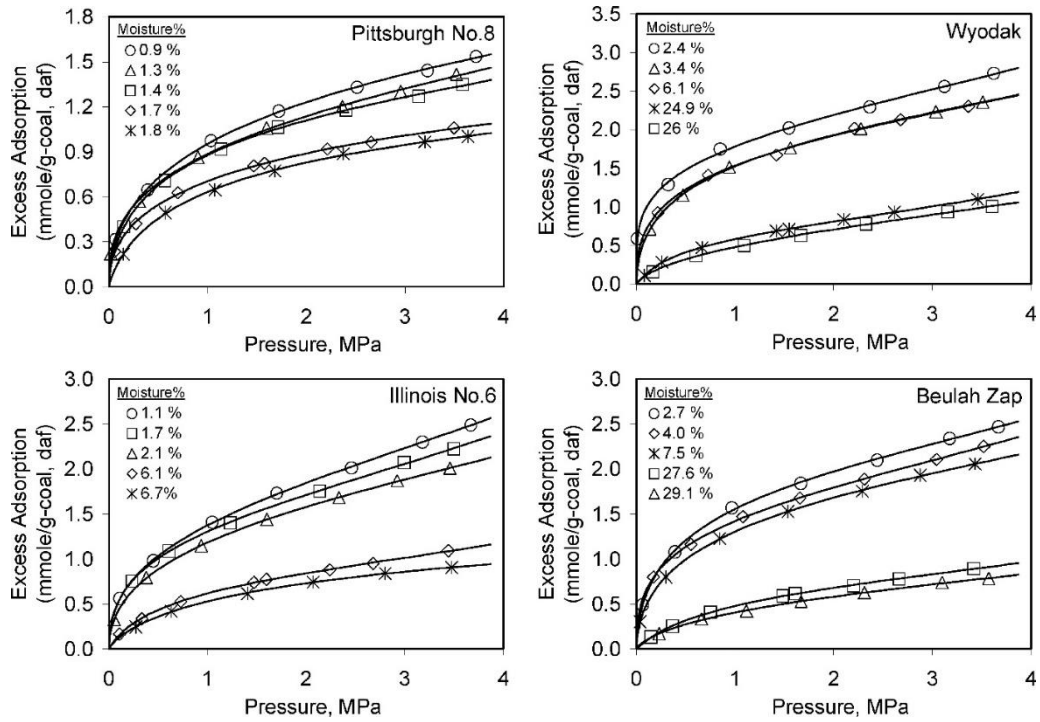 Pittsburgh No.8
Moisture%
0.9 %
1.3 %
1.4 %
1.7 %
1.8 %
1.8
1.5
1.2
0.9
0.6
0.3
0.0
Excess Adsorption
(mmole/g-coal, daf)
0 1 2 3 4
Pressure, MPa
Wyodak
Moisture%
2.4 %
3.4 %
6.1 %
24.9 %
26 %
3.5
3.0
2.5
2.0
1.5
1.0
0.5
0.0
Excess Adsorption
(mmole/g-coal, daf)
0 1 2 3 4
Pressure, MPa
Illinois No.6
Moisture%
1.1 %
1.7 %
2.1 %
6.1 %
6.7%
3.0
2.5
2.0
1.5
1.0
0.5
0.0
Excess Adsorption
(mmole/g-coal, daf)
0 1 2 3 4
Pressure, MPa
Beulah Zap
Moisture%
2.7 %
4.0 %
7.5 %
27.6 %
29.1 %
3.0
2.5
2.0
1.5
1.0
0.5
0.0
Excess Adsorption
(mmole/g-coal, daf)
0 1 2 3 4
Pressure, MPa